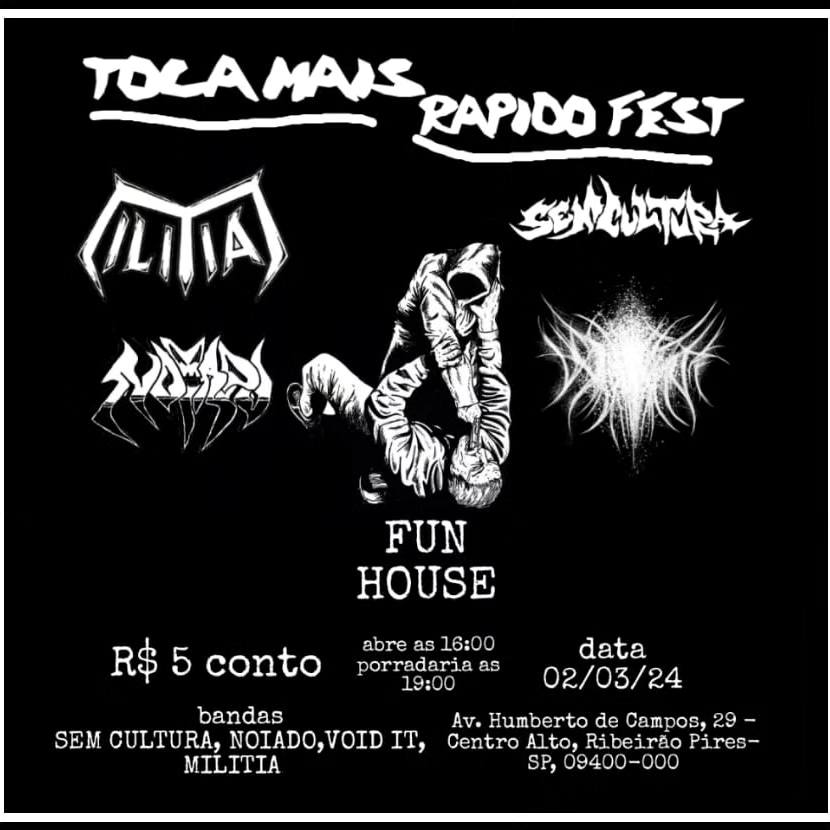 TOCA MAIS
RAPIDO FEST
MILITIA
SEM CULTURA
FUN
HOUSE
R$ 5 conto
abre as 16:00
porradaria as
19:00
data
02/03/24
bandas
SEM CULTURA, NOIADO,VOID IT,
MILITIA
Av. Humberto de Campos, 29 -
Centro Alto, Ribeirão Pires-
SP, 09400-000